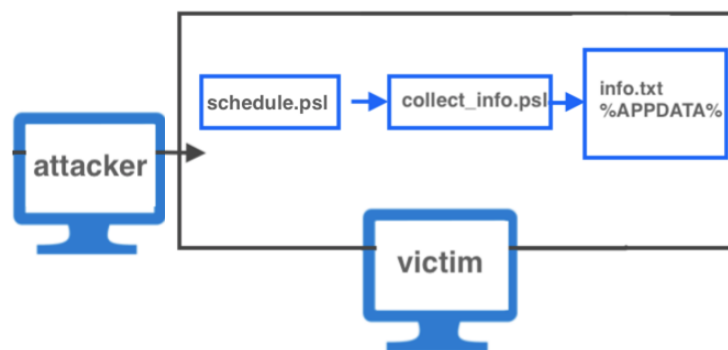 schedule.psl
collect_info.psl
info.txt
%APPDATA%
attacker
victim